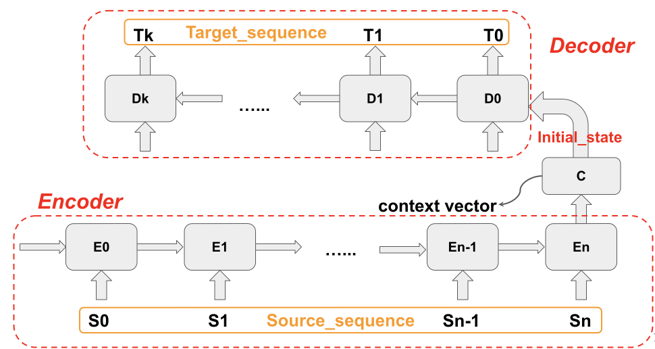 Tk Target_sequence T1 T0
Decoder
Dk ...... D1 D0
Initial_state
C
context vector
Encoder
E0 E1 ...... En-1 En
S0 S1 Source_sequence Sn-1 Sn